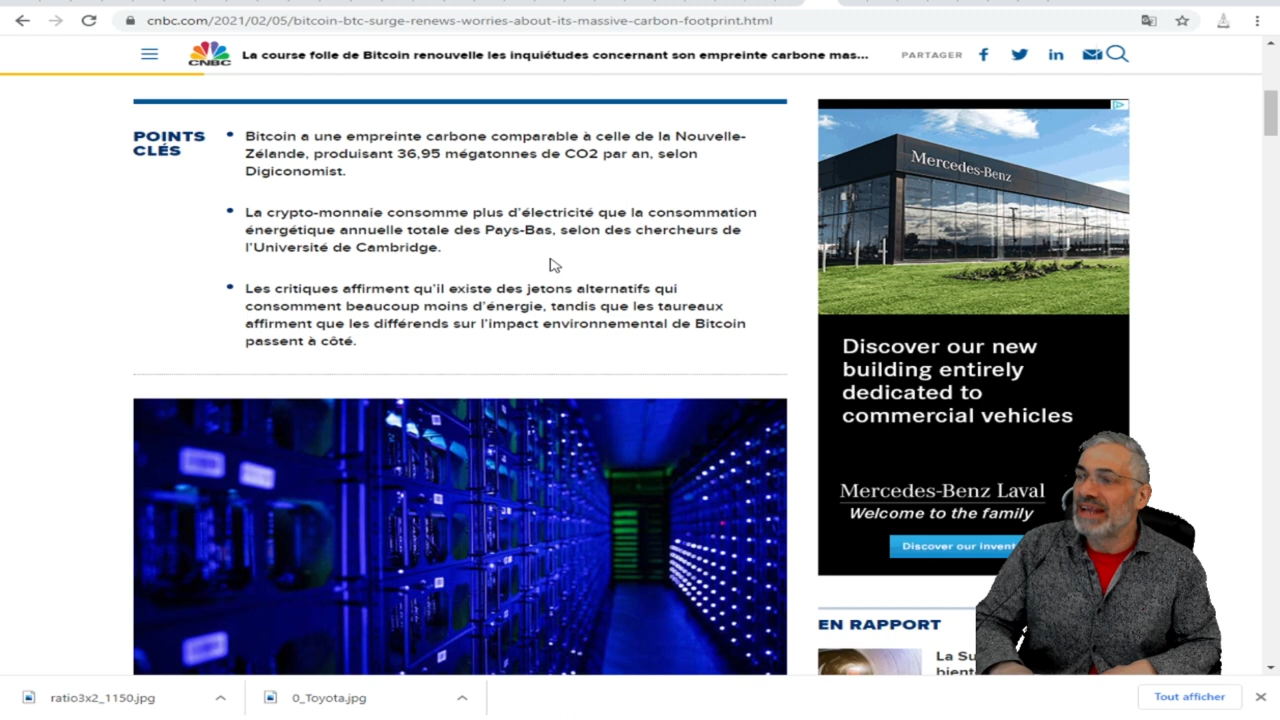 cnbc.com/2021/02/05/bitcoin-btc-surge-renews-worries-about-its-massive-carbon-footprint.html
CNBC
La course folle de Bitcoin renouvelle les inquiétudes concernant son empreinte carbone mas...
PARTAGER
POINTS
CLÉS
Bitcoin a une empreinte carbone comparable à celle de la Nouvelle-
Zélande, produisant 36,95 mégatonnes de CO2 par an, selon
Digiconomist.
La crypto-monnaie consomme plus d'électricité que la consommation
énergétique annuelle totale des Pays-Bas, selon des chercheurs de
l'Université de Cambridge.
Les critiques affirment qu'il existe des jetons alternatifs qui
consomment beaucoup moins d'énergie, tandis que les taureaux
affirment que les différends sur l'impact environnemental de Bitcoin
passent à côté.
Mercedes-Benz
Discover our new
building entirely
dedicated to
commercial vehicles
Mercedes-Benz Laval
Welcome to the family
Discover our invent
EN RAPPORT
La Su
bient
ratio3x2_1150.jpg
0_Toyota.jpg
Tout afficher